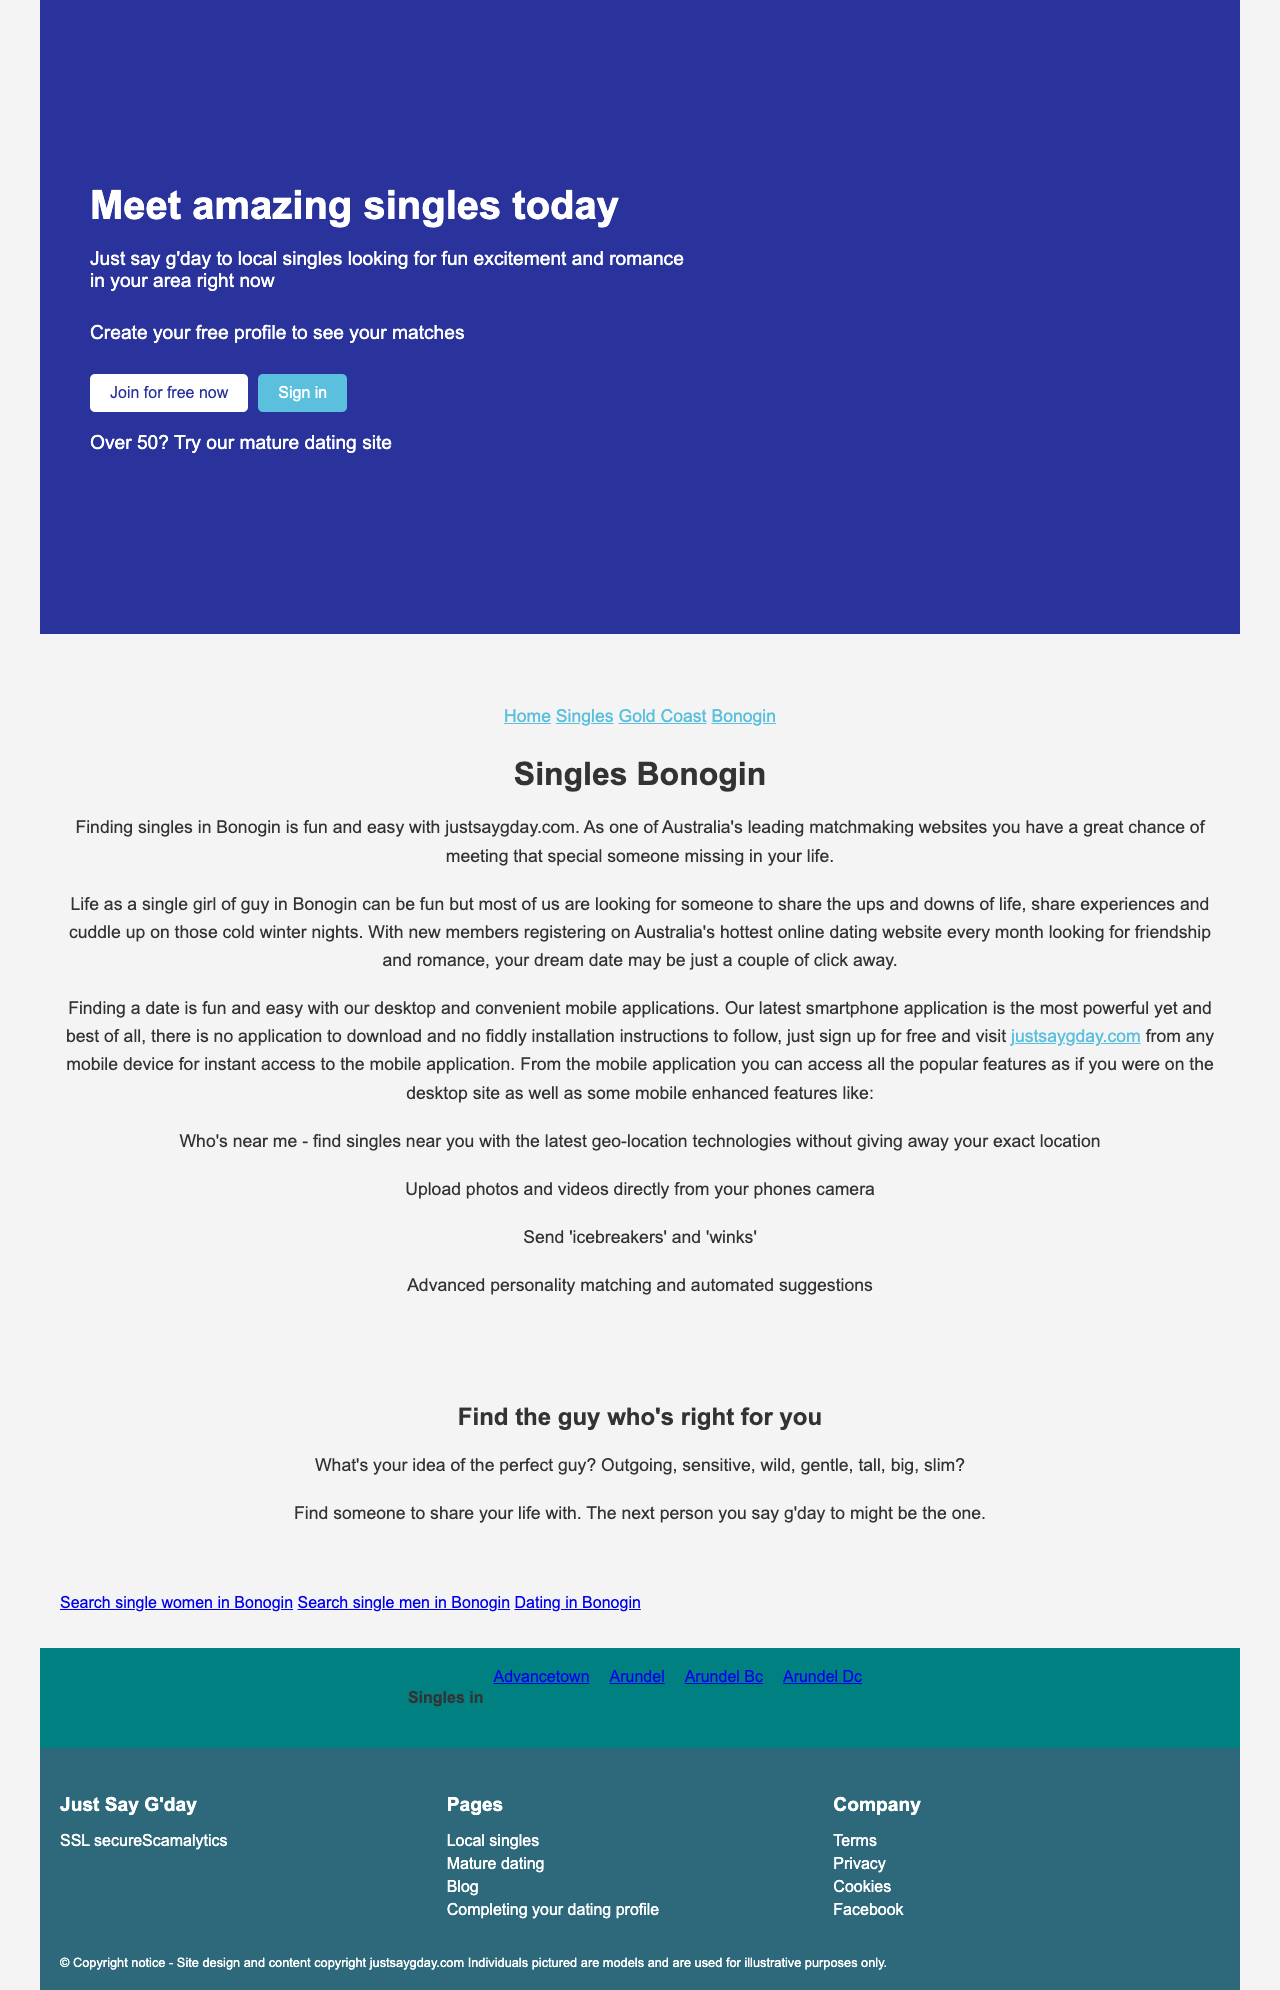 Meet amazing singles today
Just say g'day to local singles looking for fun excitement and romance
in your area right now
Create your free profile to see your matches
Join for free now Sign in
Over 50? Try our mature dating site
Home Singles Gold Coast Bonogin
Singles Bonogin
Finding singles in Bonogin is fun and easy with justsaygday.com. As one of Australia's leading matchmaking websites you have a great chance of
meeting that special someone missing in your life.
Life as a single girl of guy in Bonogin can be fun but most of us are looking for someone to share the ups and downs of life, share experiences and
cuddle up on those cold winter nights. With new members registering on Australia's hottest online dating website every month looking for friendship
and romance, your dream date may be just a couple of click away.
Finding a date is fun and easy with our desktop and convenient mobile applications. Our latest smartphone application is the most powerful yet and
best of all, there is no application to download and no fiddly installation instructions to follow, just sign up for free and visit justsaygday.com from any
mobile device for instant access to the mobile application. From the mobile application you can access all the popular features as if you were on the
desktop site as well as some mobile enhanced features like:
Who's near me - find singles near you with the latest geo-location technologies without giving away your exact location
Upload photos and videos directly from your phones camera
Send 'icebreakers' and 'winks'
Advanced personality matching and automated suggestions
Find the guy who's right for you
What's your idea of the perfect guy? Outgoing, sensitive, wild, gentle, tall, big, slim?
Find someone to share your life with. The next person you say g'day to might be the one.
Search single women in Bonogin Search single men in Bonogin Dating in Bonogin
Singles in
Advancetown Arundel Arundel Bc Arundel Dc
Just Say G'day
SSL secureScamalytics
Pages
Local singles
Mature dating
Blog
Completing your dating profile
Company
Terms
Privacy
Cookies
Facebook
© Copyright notice - Site design and content copyright justsaygday.com Individuals pictured are models and are used for illustrative purposes only.